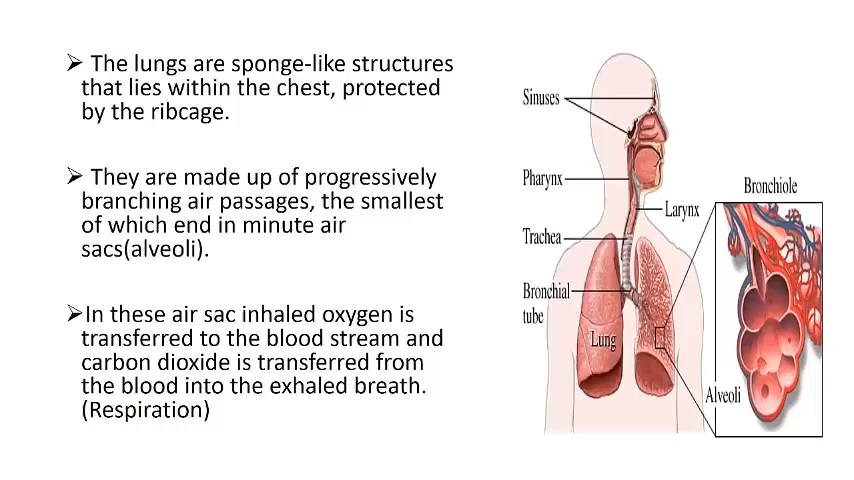 ➢ The lungs are sponge-like structures
that lies within the chest, protected
by the ribcage.
➢ They are made up of progressively
branching air passages, the smallest
of which end in minute air
sacs(alveoli).
➢In these air sac inhaled oxygen is
transferred to the blood stream and
carbon dioxide is transferred from
the blood into the exhaled breath.
(Respiration)
Sinuses
Pharynx
Larynx
Bronchiole
Trachea
Bronchial
tube
Lung
Alveoli